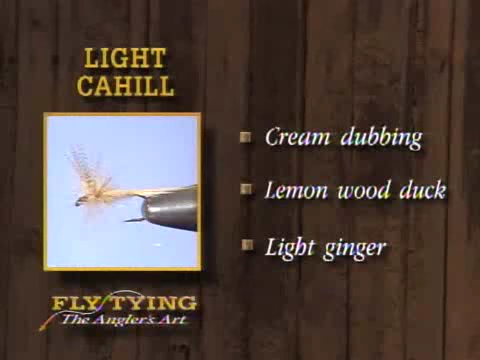 LIGHT
CAHILL
Cream dubbing
Lemon wood duck
Light ginger
FLY TYING
The Angler's Art